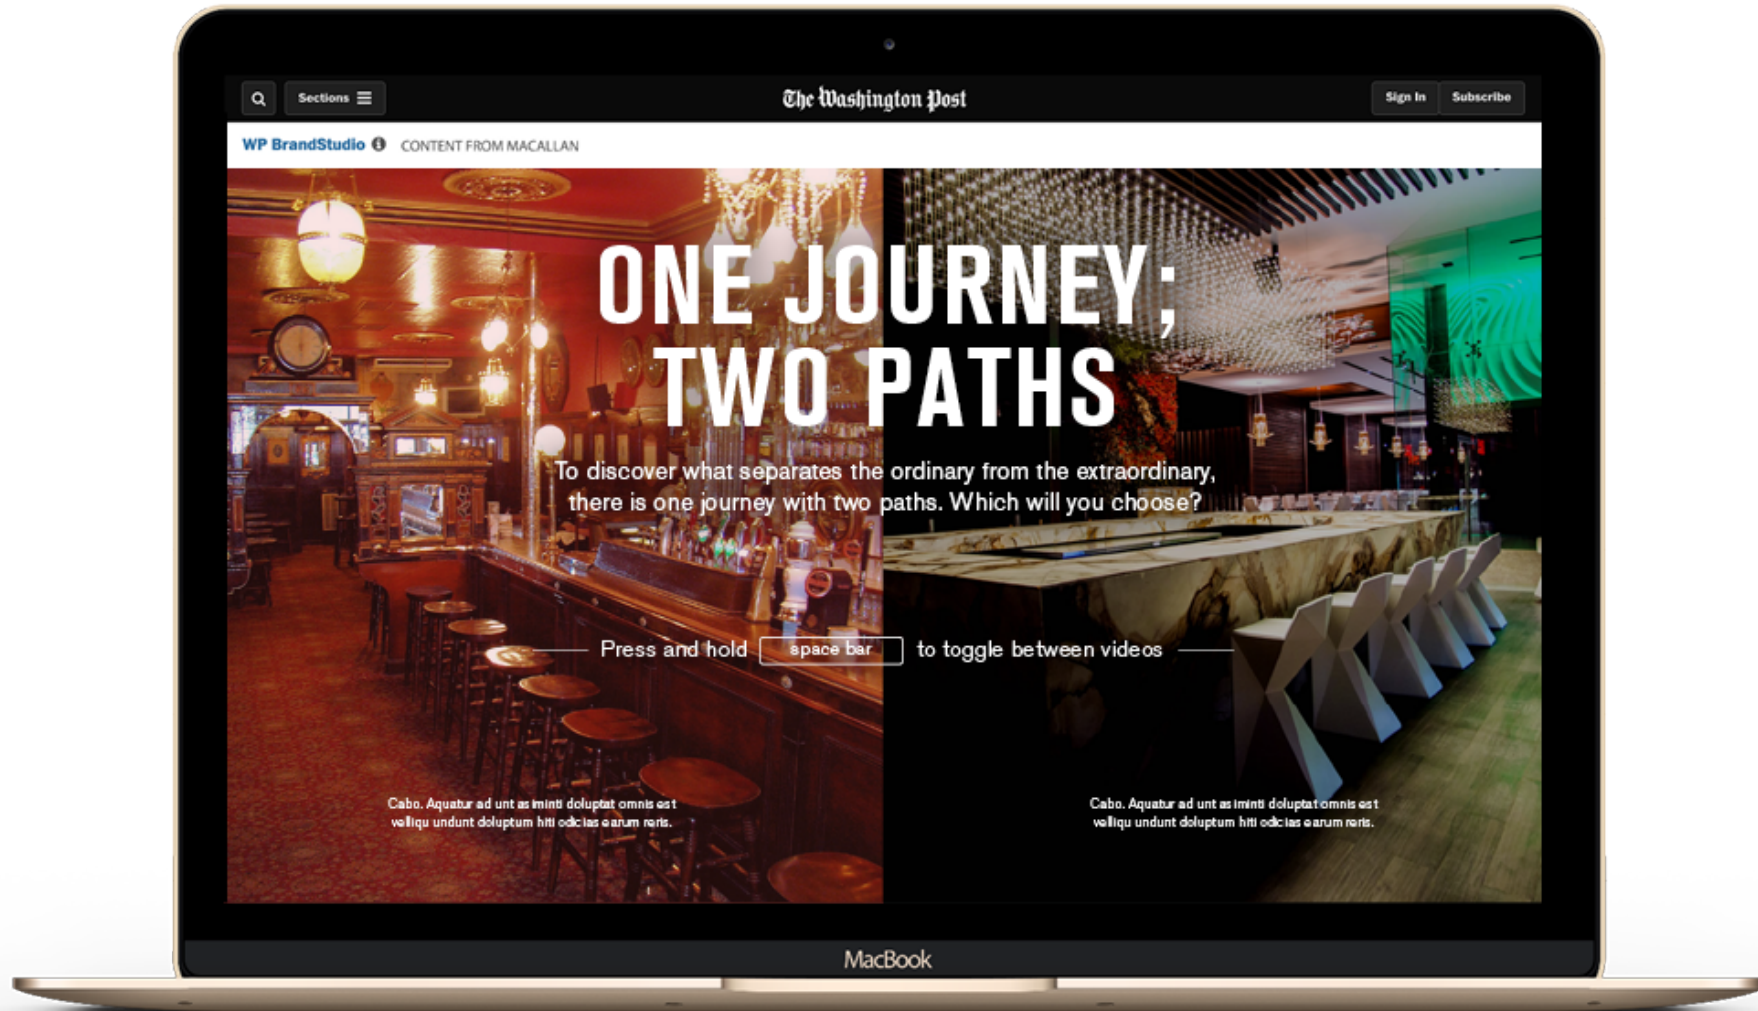 Sections
The Washington Post
Sign In
Subscribe
WP BrandStudio
CONTENT FROM MACALLAN
ONE JOURNEY;
TWO PATHS
To discover what separates the ordinary from the extraordinary,
there is one journey with two paths. Which will you choose?
Press and hold space bar to toggle between videos
Cabo. Aquatur ad unt as iminti doluptat omnis est
velliqu undunt doluptum hiti odicias earum reris.
Cabo. Aquatur ad unt as iminti doluptat omnis est
velliqu undunt doluptum hiti odicias earum reris.
MacBook